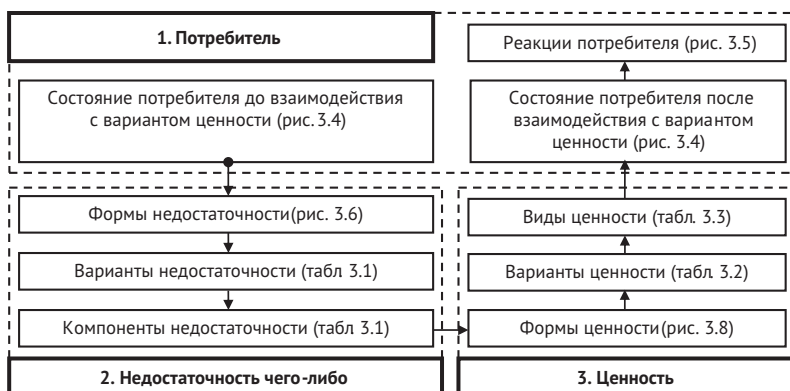 1. Потребитель
Состояние потребителя до взаимодействия
с вариантом ценности (рис. 3.4)
Формы недостаточности (рис. 3.6)
Варианты недостаточности (табл 3.1)
Компоненты недостаточности (табл 3.1)
2. Недостаточность чего-либо
Реакции потребителя (рис. 3.5)
Состояние потребителя после
взаимодействия с вариантом
ценности (рис. 3.4)
Виды ценности (табл. 3.3)
Варианты ценности (табл. 3.2)
Формы ценности (рис. 3.8)
3. Ценность